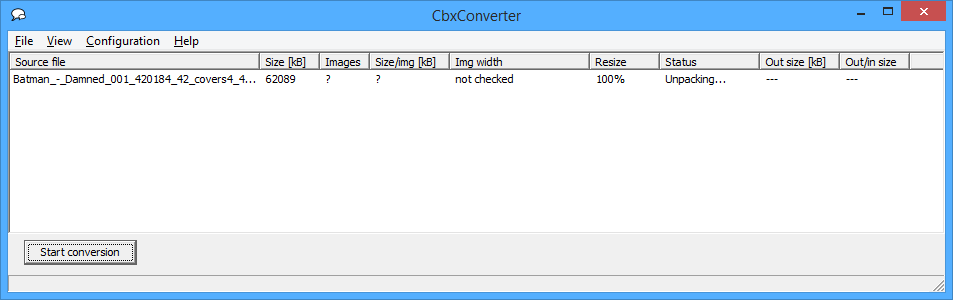 CbxConverter
File View Configuration Help
Source file Size [kB] Images Size/img [kB] Img width Resize Status Out size [kB] Out/in size
Batman_-_Damned_001_420184_42_covers4_4... 62089 ? ? not checked 100% Unpacking... --- ---
Start conversion